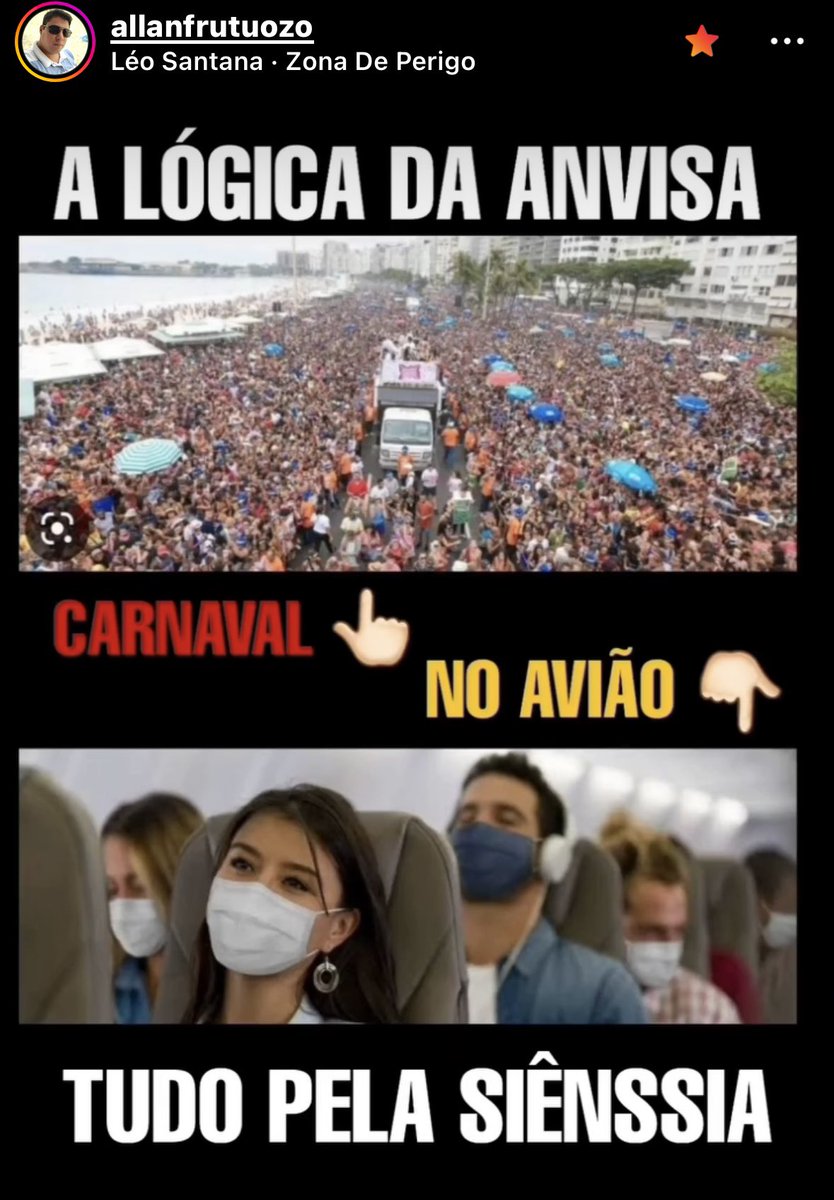 allanfrutuozo
Léo Santana · Zona De Perigo
A LÓGICA DA ANVISA
CARNAVAL
NO AVIÃO
TUDO PELA SIÊNSSIA